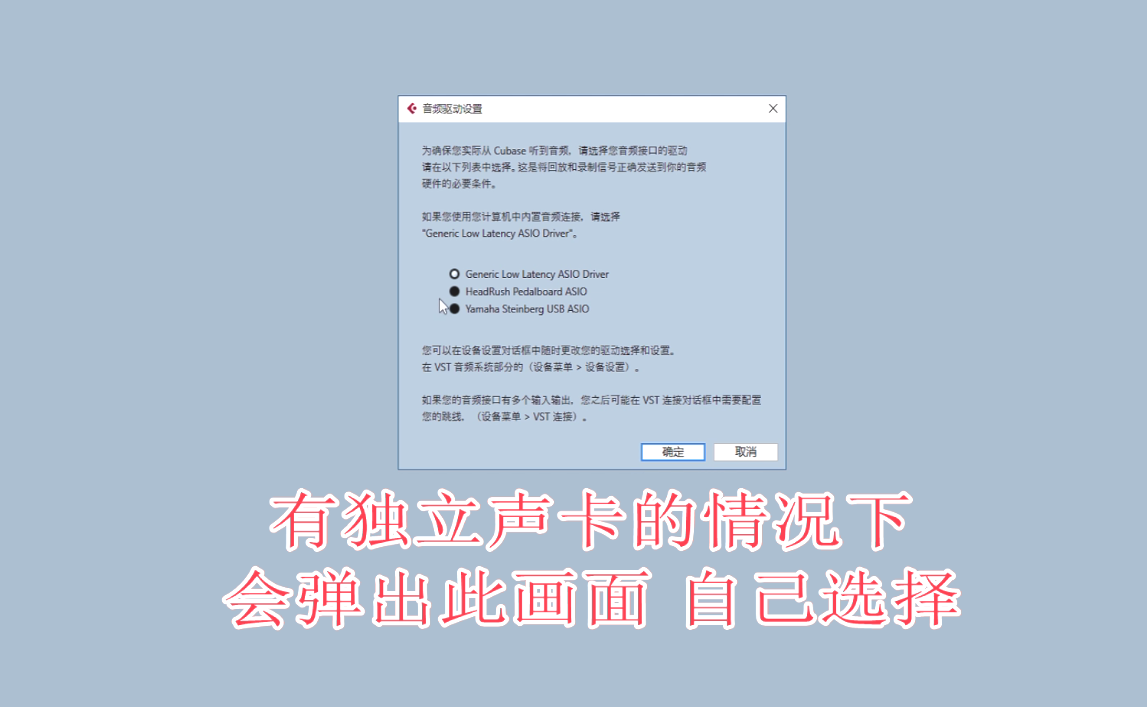 音频驱动设置
为确保您实际从 Cubase 听到音频，请选择您音频接口的驱动
请在以下列表中选择。这是将回放和录制信号正确发送到你的音频
硬件的必要条件。
如果您使用您计算机中内置音频连接，请选择
"Generic Low Latency ASIO Driver"。
Generic Low Latency ASIO Driver
HeadRush Pedalboard ASIO
Yamaha Steinberg USB ASIO
您可以在设备设置对话框中随时更改您的驱动选择和设置。
在 VST 音频系统部分的（设备菜单 > 设备设置）。
如果您的音频接口有多个输入输出，您之后可能在 VST 连接对话框中需要配置
您的跳线，（设备菜单 > VST 连接）。
确定 取消
有独立声卡的情况下
会弹出此画面 自己选择